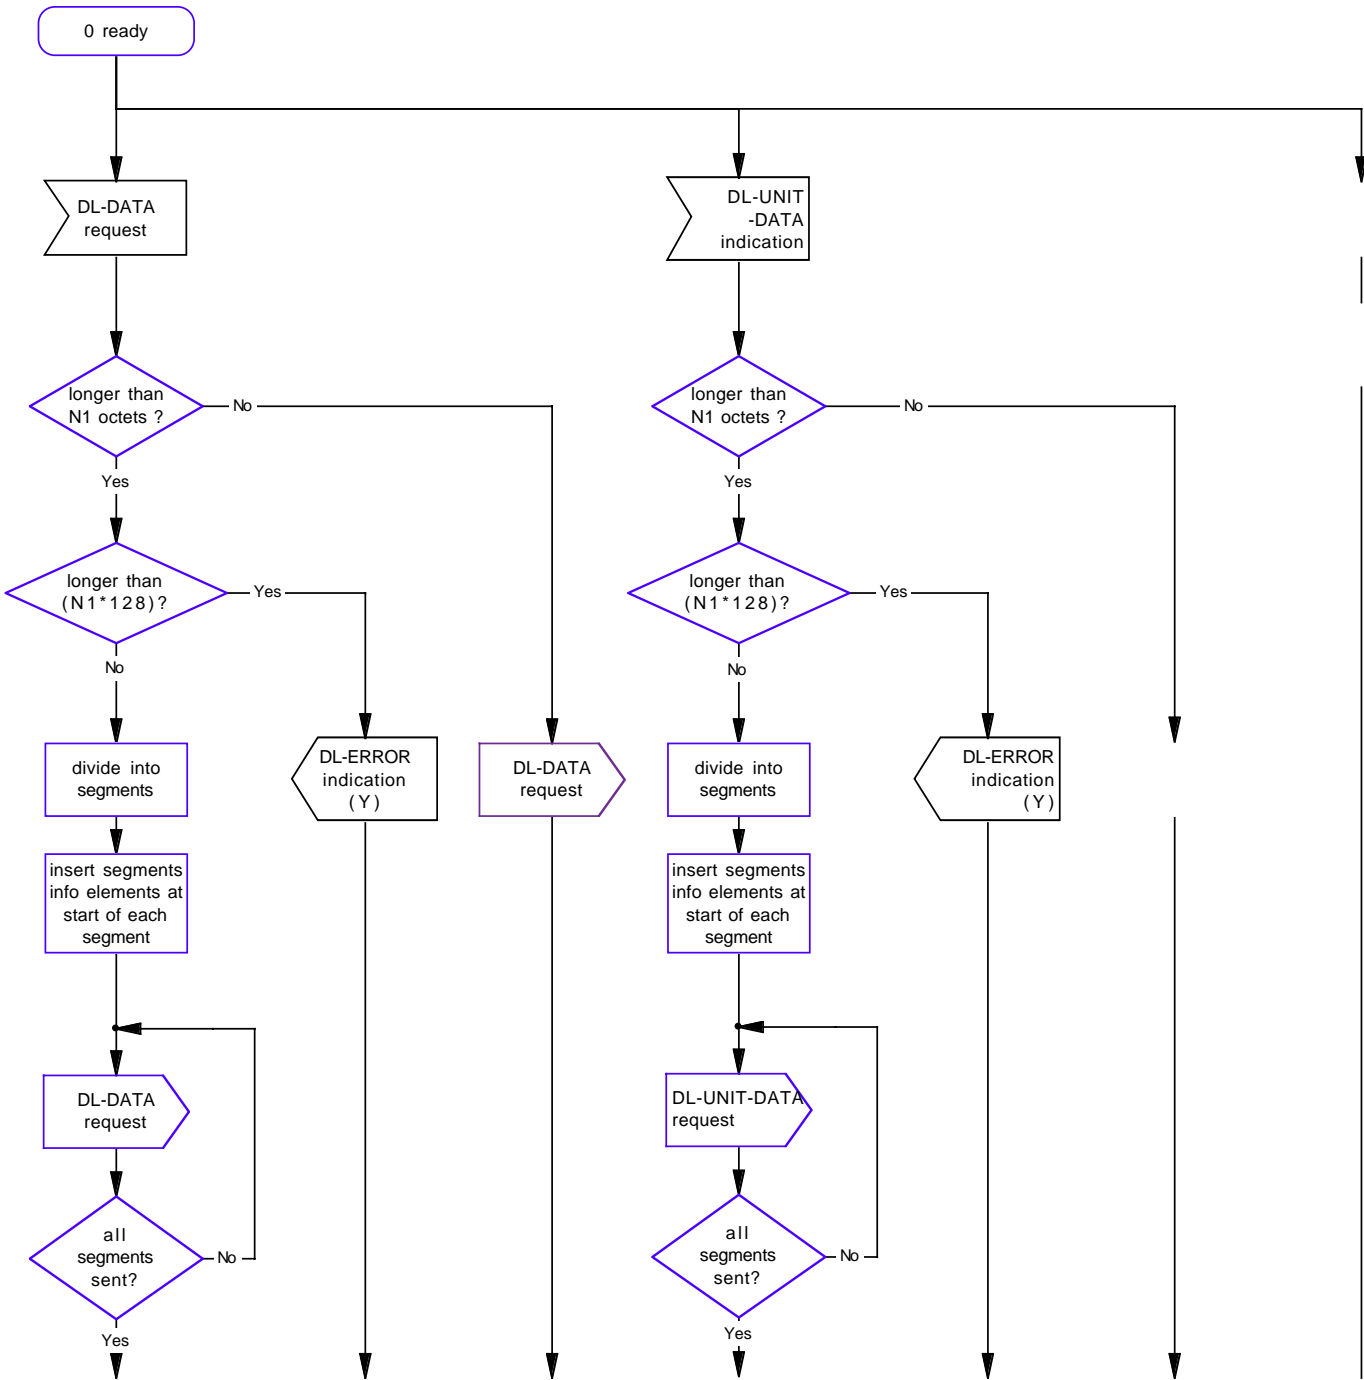 0 ready
DL-DATA
request
DL-UNIT
-DATA
indication
longer than
N1 octets ?
No
Yes
longer than
N1 octets ?
No
Yes
longer than
(N1*128)?
Yes
No
longer than
(N1*128)?
Yes
No
divide into
segments
DL-ERROR
indication
(Y)
DL-DATA
request
divide into
segments
DL-ERROR
indication
(Y)
insert segments
info elements at
start of each
segment
insert segments
info elements at
start of each
segment
DL-DATA
request
DL-UNIT-DATA
request
all
segments
sent?
No
Yes
all
segments
sent?
No
Yes